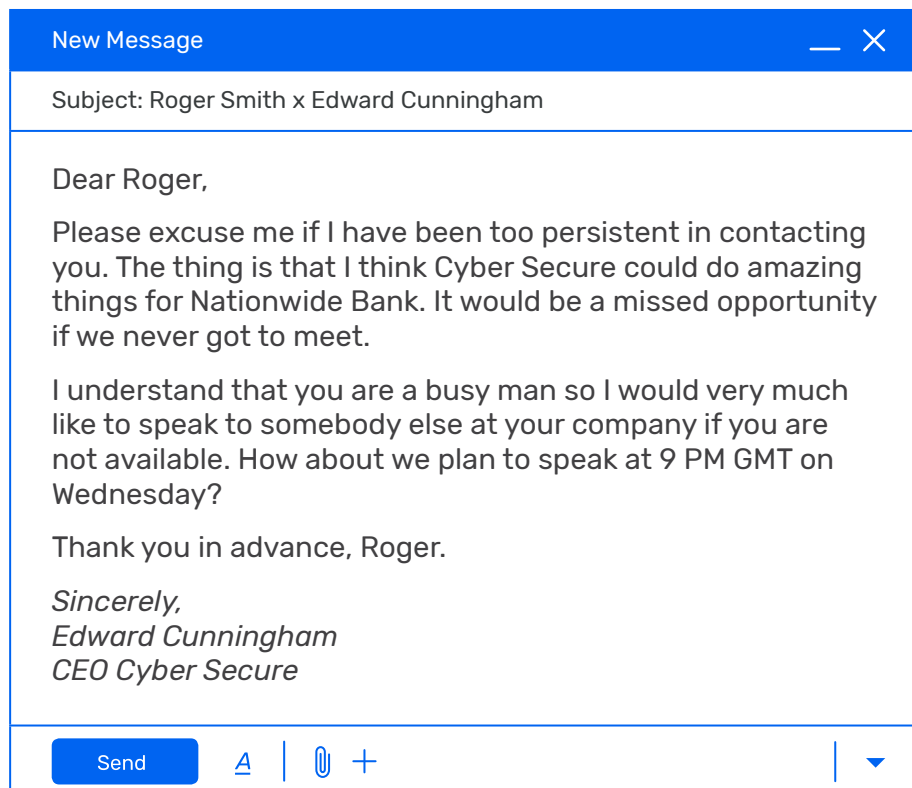 New Message
Subject: Roger Smith x Edward Cunningham
Dear Roger,
Please excuse me if I have been too persistent in contacting
you. The thing is that I think Cyber Secure could do amazing
things for Nationwide Bank. It would be a missed opportunity
if we never got to meet.
I understand that you are a busy man so I would very much
like to speak to somebody else at your company if you are
not available. How about we plan to speak at 9 PM GMT on
Wednesday?
Thank you in advance, Roger.
Sincerely,
Edward Cunningham
CEO Cyber Secure
Send
A